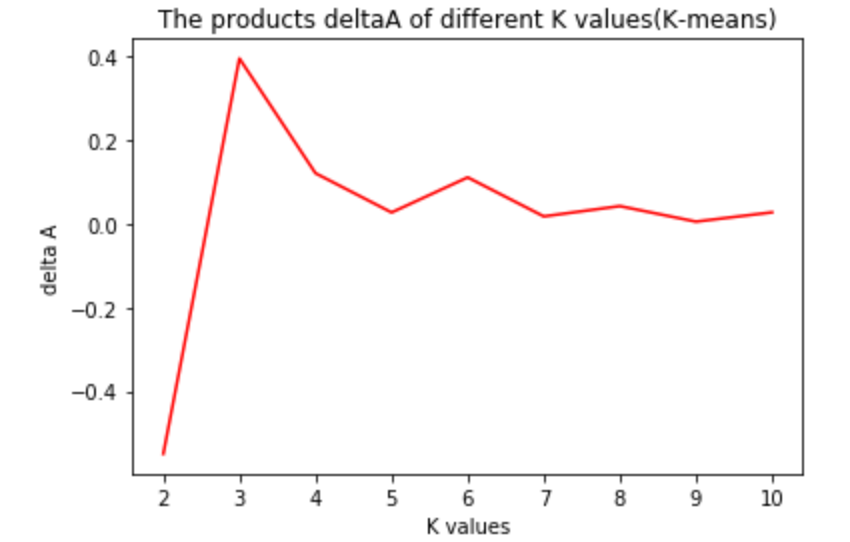 The products deltaA of different K values(K-means)
0.4
0.2
0.0
−0.2
−0.4
delta A
2 3 4 5 6 7 8 9 10
K values